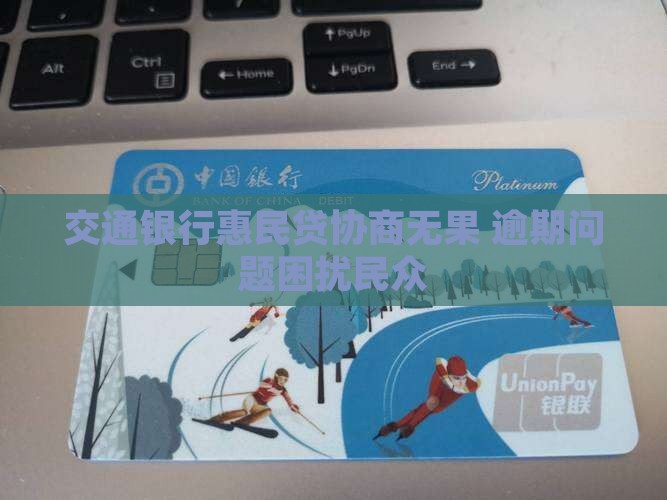 PgUp
Alt
Ctrl
Home
PgDn
End
中国银行
Platinum
BANK OF CHINA DEBIT
交通银行惠民贷协商无果 逾期问
题困扰民众
UnionPay
银联